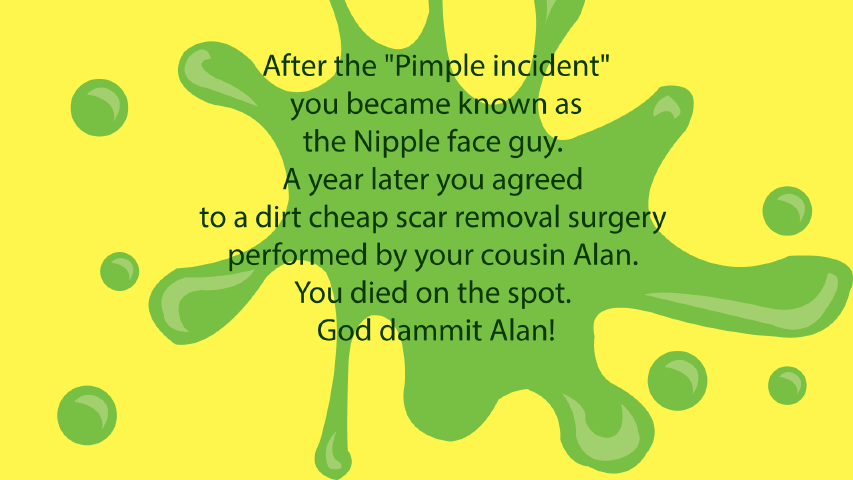 After the "Pimple incident"
you became known as
the Nipple face guy.
A year later you agreed
to a dirt cheap scar removal surgery
performed by your cousin Alan.
You died on the spot.
God dammit Alan!